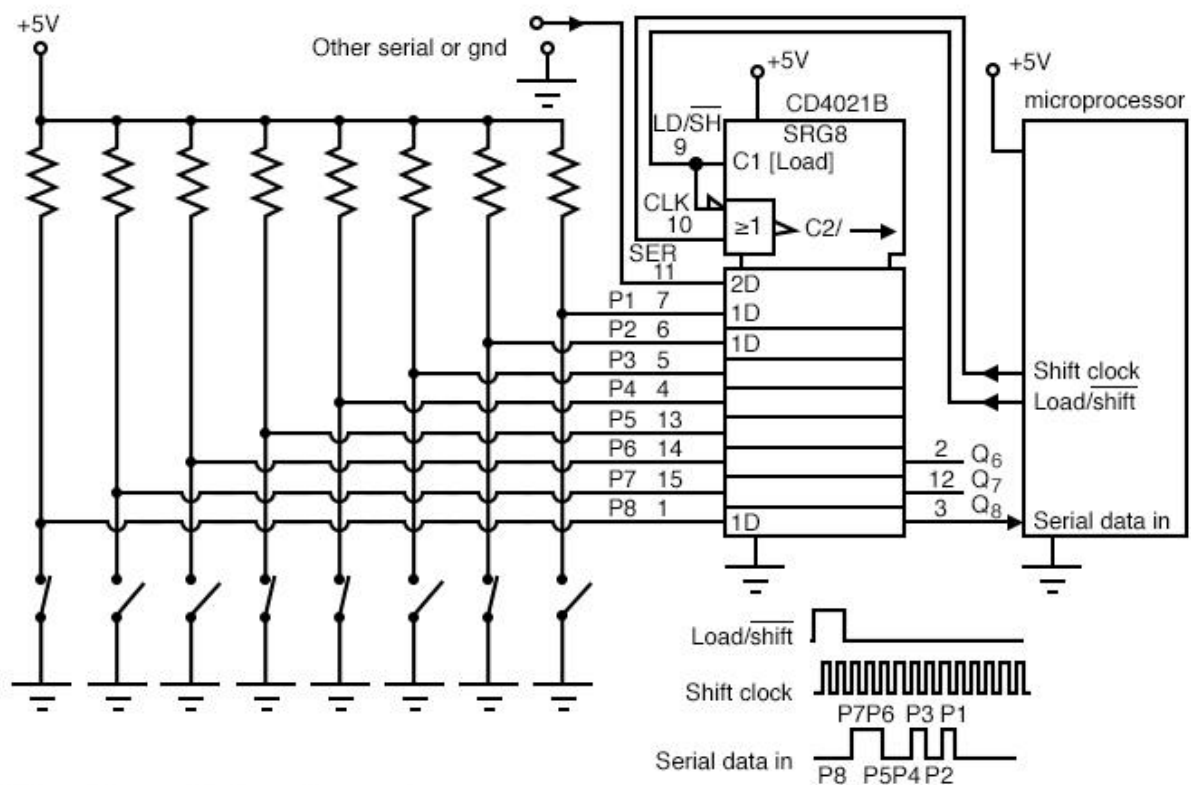 +5V
Other serial or gnd
+5V
+5V
CD4021B
microprocessor
LD/SH
SRG8
9
C1 [Load]
CLK
10
≥1
C2/
SER
11
2D
P1 7
1D
P2 6
1D
P3 5
Shift clock
P4 4
Load/shift
P5 13
P6 14
2 Q6
P7 15
12 Q7
P8 1
1D
3 Q8
Serial data in
Load/shift
Shift clock
P7P6 P3 P1
Serial data in
P8 P5P4 P2